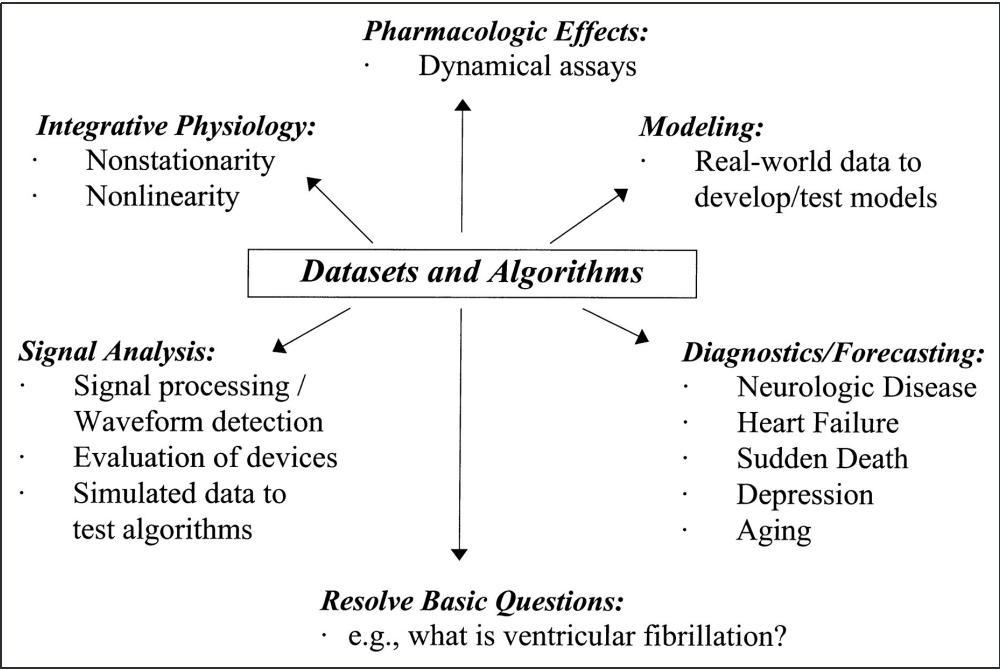 Pharmacologic Effects:
· Dynamical assays
Integrative Physiology:
· Nonstationarity
· Nonlinearity
Modeling:
· Real-world data to
develop/test models
Datasets and Algorithms
Signal Analysis:
· Signal processing /
Waveform detection
· Evaluation of devices
· Simulated data to
test algorithms
Diagnostics/Forecasting:
· Neurologic Disease
· Heart Failure
· Sudden Death
· Depression
· Aging
Resolve Basic Questions:
· e.g., what is ventricular fibrillation?